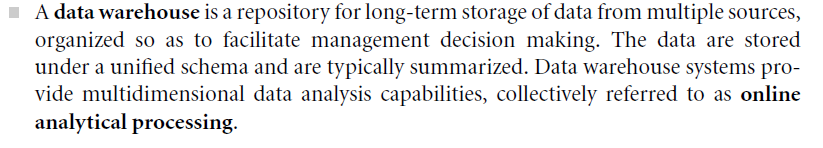 A data warehouse is a repository for long-term storage of data from multiple sources,
organized so as to facilitate management decision making. The data are stored
under a unified schema and are typically summarized. Data warehouse systems pro-
vide multidimensional data analysis capabilities, collectively referred to as online
analytical processing.